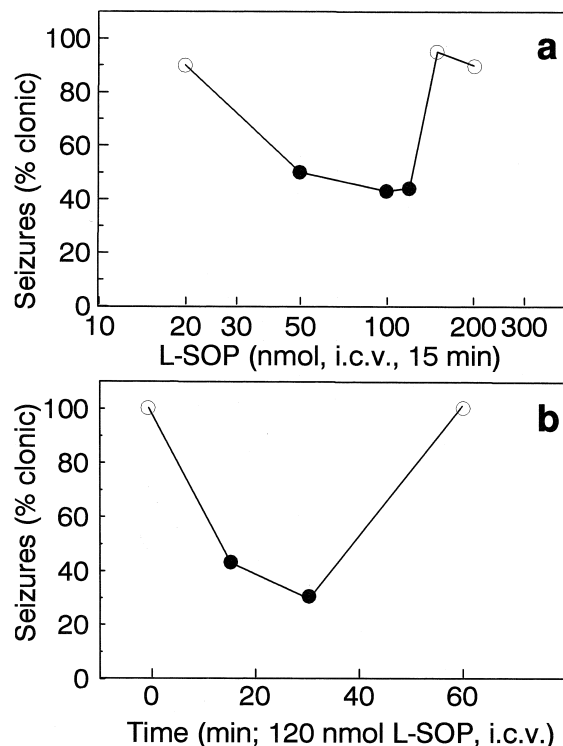 a
Seizures (% clonic)
100
80
60
40
20
0
10 20 30 50 100 200 300
L-SOP (nmol, i.c.v., 15 min)
b
Seizures (% clonic)
100
80
60
40
20
0
0 20 40 60
Time (min; 120 nmol L-SOP, i.c.v.)